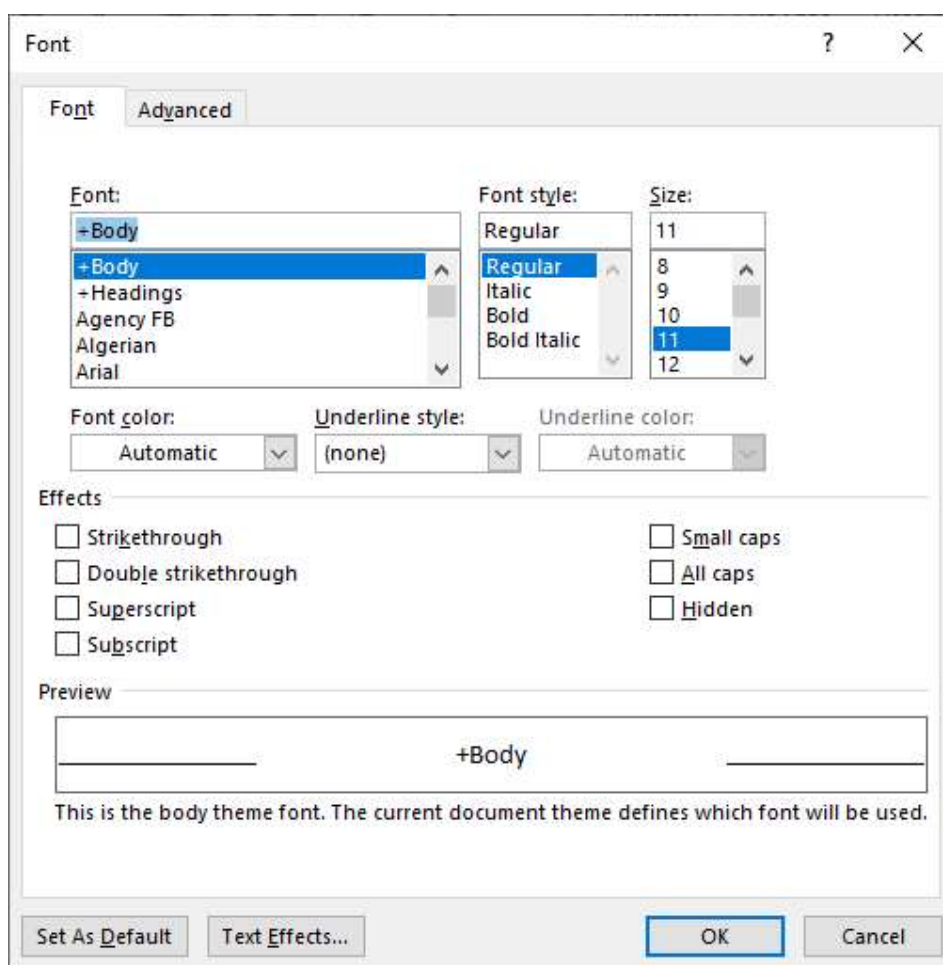 Font ?
Font Advanced
Font: Font style: Size:
+Body Regular 11
+Body Regular 8
+Headings Italic 9
Agency FB Bold 10
Algerian Bold Italic 11
Arial 12
Font color: Underline style: Underline color:
Automatic (none) Automatic
Effects
Strikethrough Small caps
Double strikethrough All caps
Superscript Hidden
Subscript
Preview
+Body
This is the body theme font. The current document theme defines which font will be used.
Set As Default Text Effects... OK Cancel